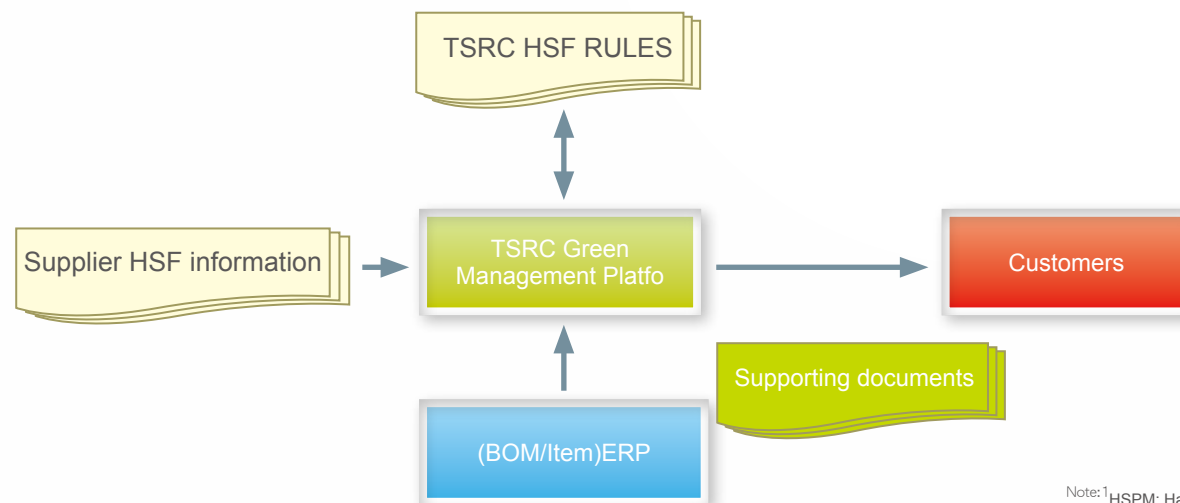 TSRC HSF RULES
Supplier HSF information
TSRC Green
Management Platfo
Customers
Supporting documents
(BOM/Item)ERP
Note:1HSPM: Ha